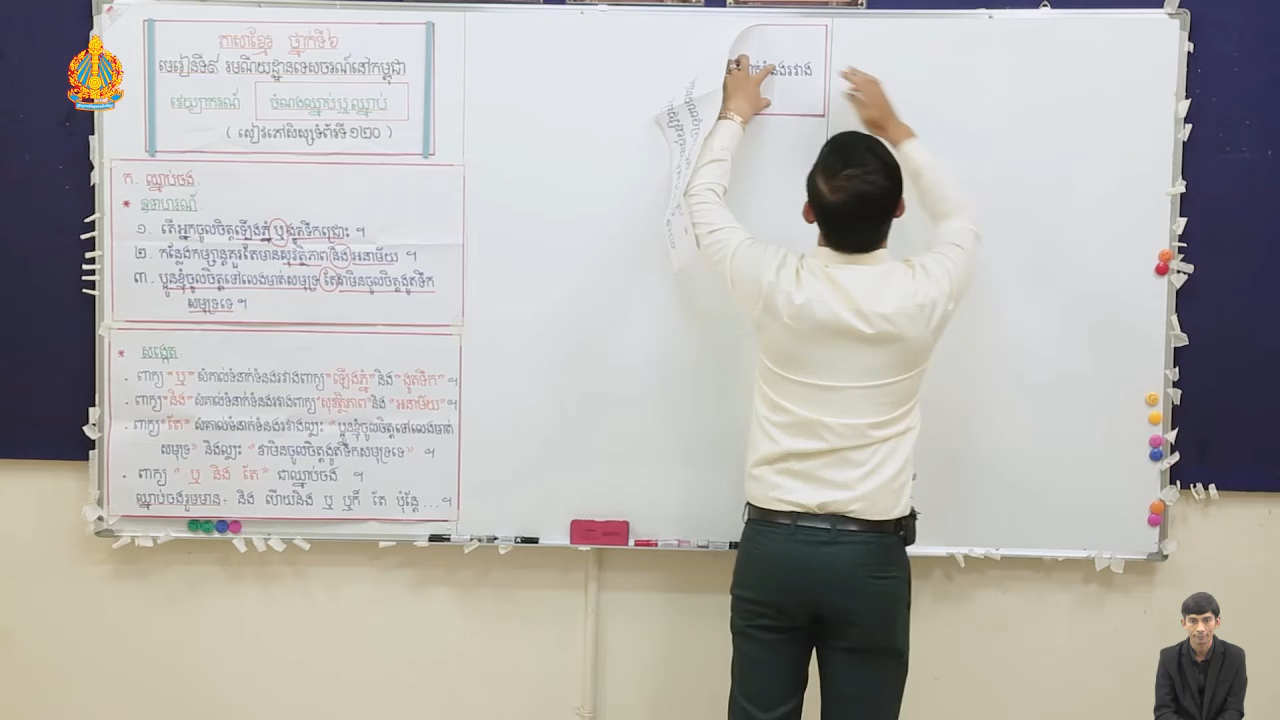 ភាសាខ្មែរ ថ្នាក់ទី៦
មេរៀនទី៩ រមណីយដ្ឋានទេសចរណ៍នៅកម្ពុជា
វេយ្យាករណ៍ ចំណងឈ្នាប់ ឬ ឈ្នាប់
( សៀវភៅសិស្សទំព័រទី ១២០ )
ក. ឈ្នាប់ចង
* ឧទាហរណ៍
១. តើអ្នកចូលចិត្តឡើងភ្នំ ឬ ងូតទឹកជ្រោះ ។
២. កន្លែងកម្សាន្តគួរតែមានសុវត្ថិភាព និង អនាម័យ ។
៣. ប្អូនខ្ញុំចូលចិត្តទៅលេងមាត់សមុទ្រ តែវាមិនចូលចិត្តងូតទឹក
សមុទ្រទេ ។
* សង្កេត
. ពាក្យ "ឬ" សំគាល់ទំនាក់ទំនងរវាងពាក្យ "ឡើងភ្នំ" និង "ងូតទឹក" ។
. ពាក្យ "និង" សំគាល់ទំនាក់ទំនងរវាងពាក្យ "សុវត្ថិភាព" និង "អនាម័យ" ។
. ពាក្យ "តែ" សំគាល់ទំនាក់ទំនងរវាងល្បះ "ប្អូនខ្ញុំចូលចិត្តទៅលេងមាត់
សមុទ្រ" និងល្បះ "វាមិនចូលចិត្តងូតទឹកសមុទ្រទេ" ។
. ពាក្យ " ឬ និង តែ" ជាឈ្នាប់ចង ។
ឈ្នាប់ចងរួមមាន៖ និង ហើយនិង ឬ ឬក៏ តែ ប៉ុន្តែ ... ។
ទំនងរវាង